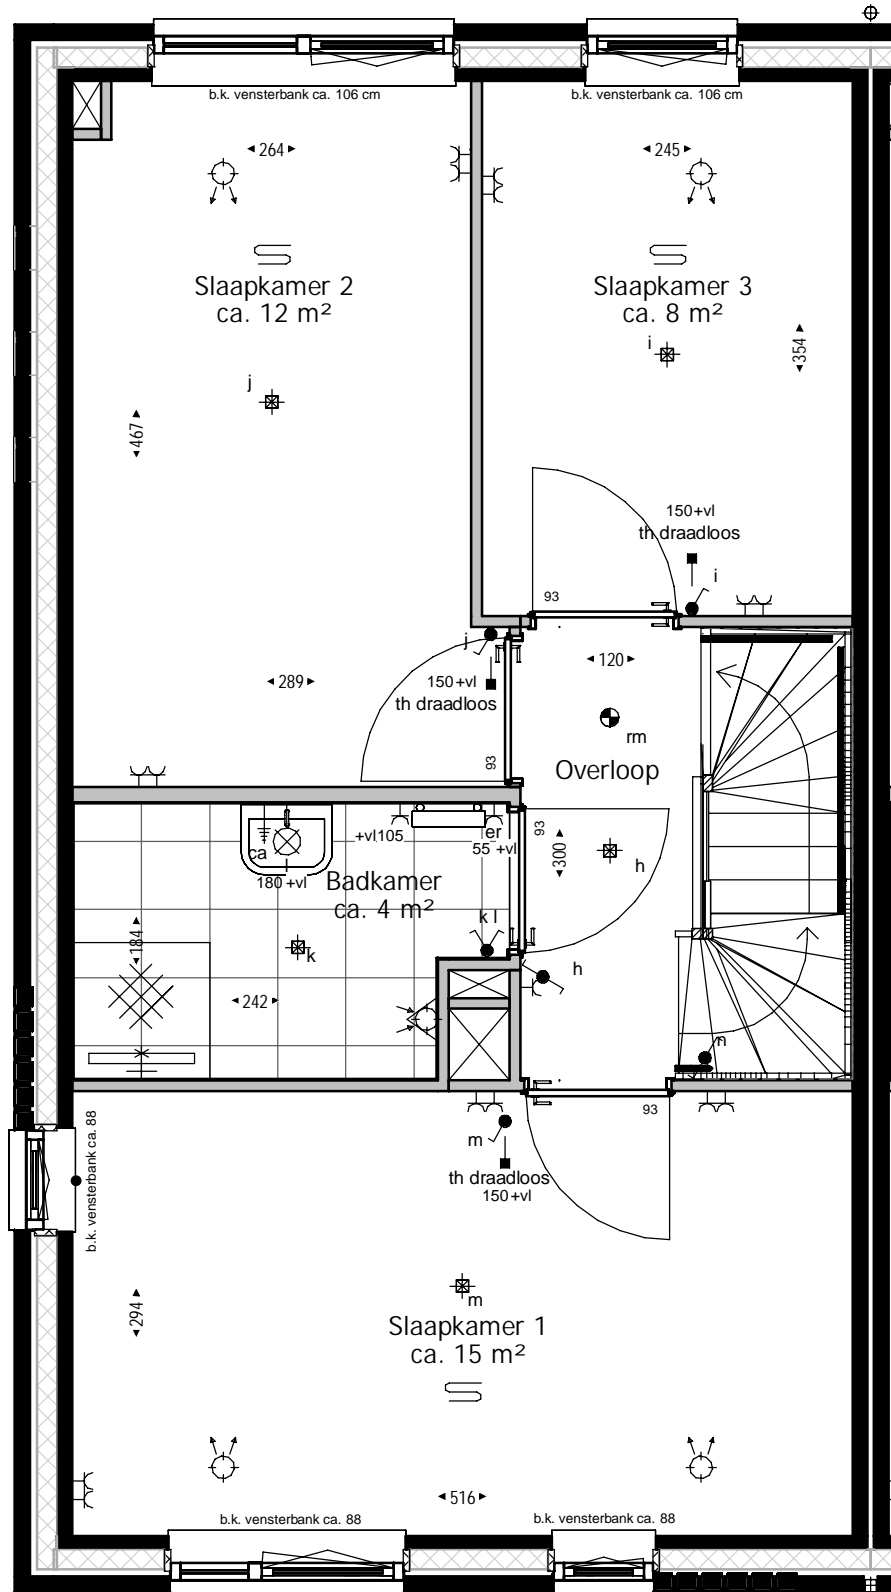 b.k. vensterbank ca. 106 cm
b.k. vensterbank ca. 106 cm
264
245
Slaapkamer 2
ca. 12 m²
Slaapkamer 3
ca. 8 m²
i
354
j
467
150+vl
th draadloos
i
93
j
120
289
150+vl
th draadloos
rm
93
Overloop
+vl105
er
55 +vl
93
300
ca
180 +vl
h
Badkamer
ca. 4 m²
k l
184
k
h
242
n
93
b.k. vensterbank ca. 88
m
th draadloos
150+vl
m
294
Slaapkamer 1
ca. 15 m²
516
b.k. vensterbank ca. 88
b.k. vensterbank ca. 88